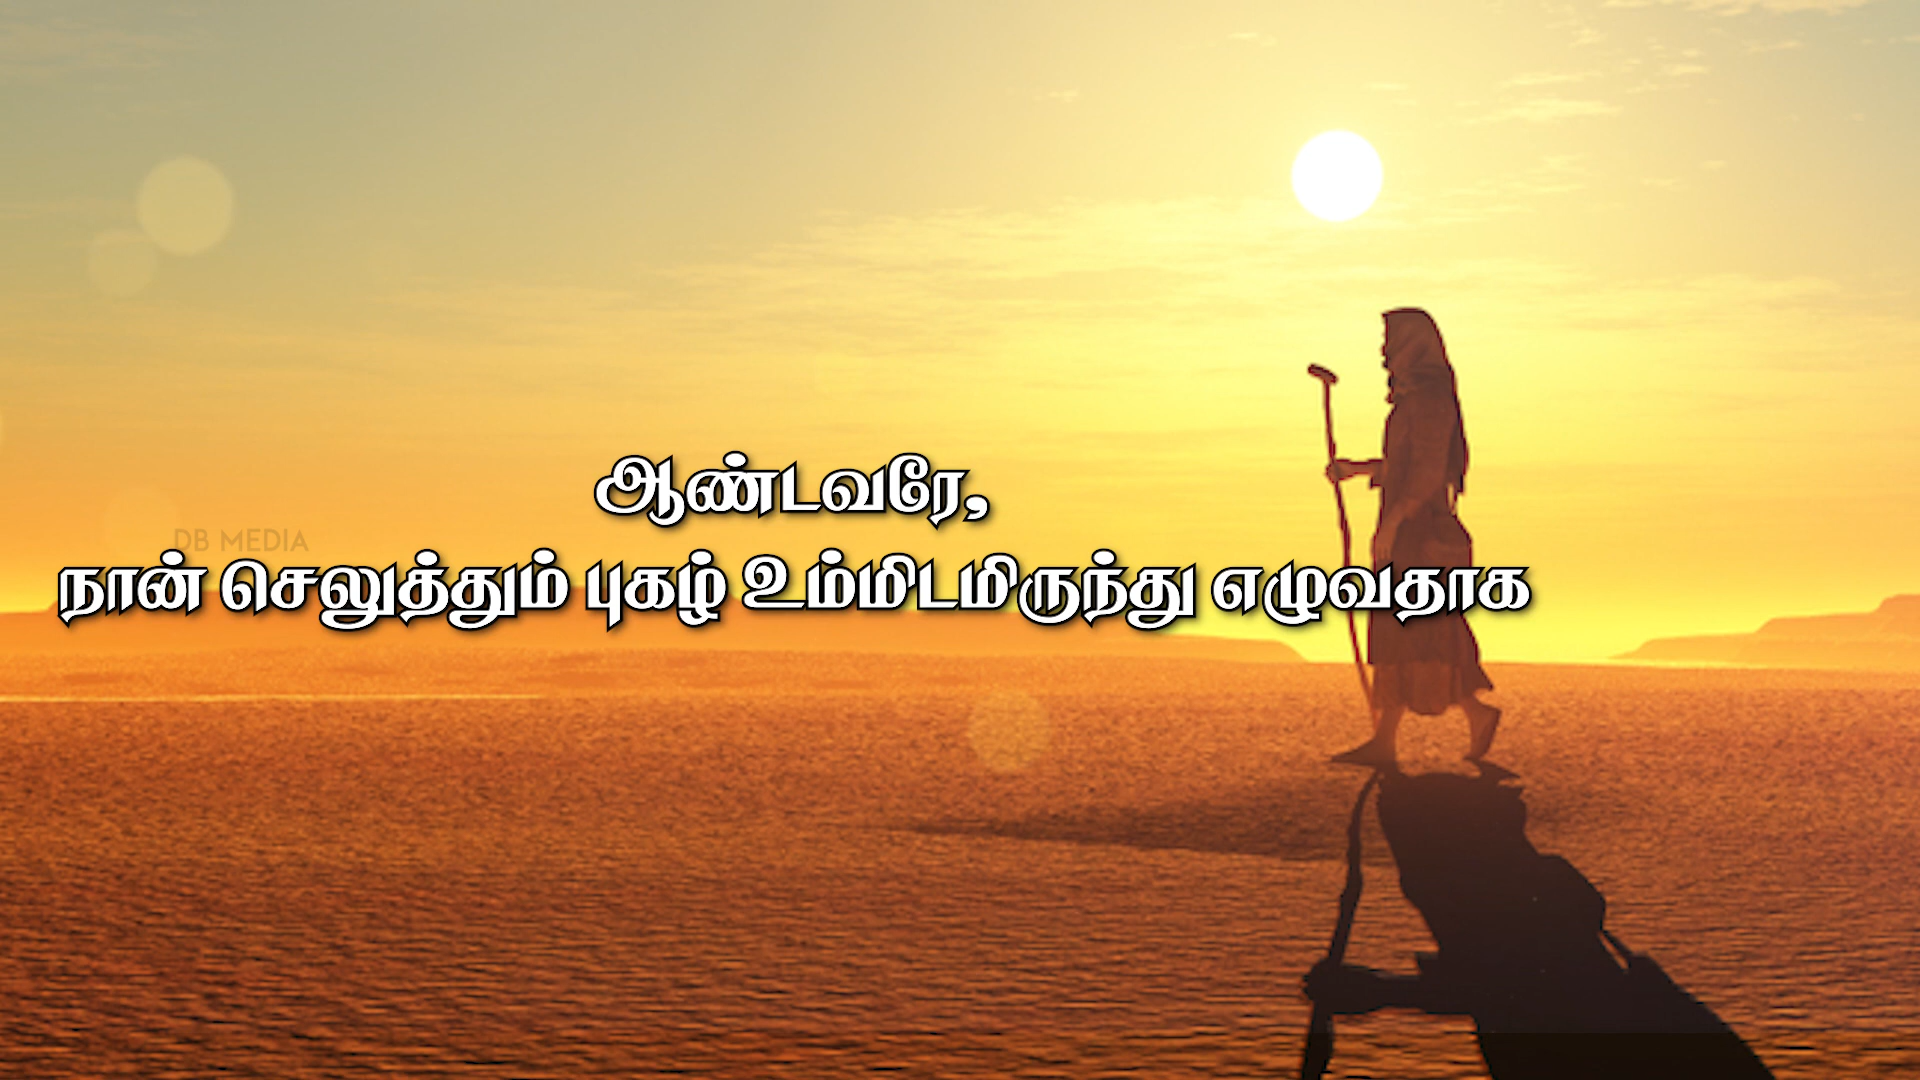 ஆண்டவரே,
DB MEDIA
நான் செலுத்தும் புகழ் உம்மிடமிருந்து எழுவதாக